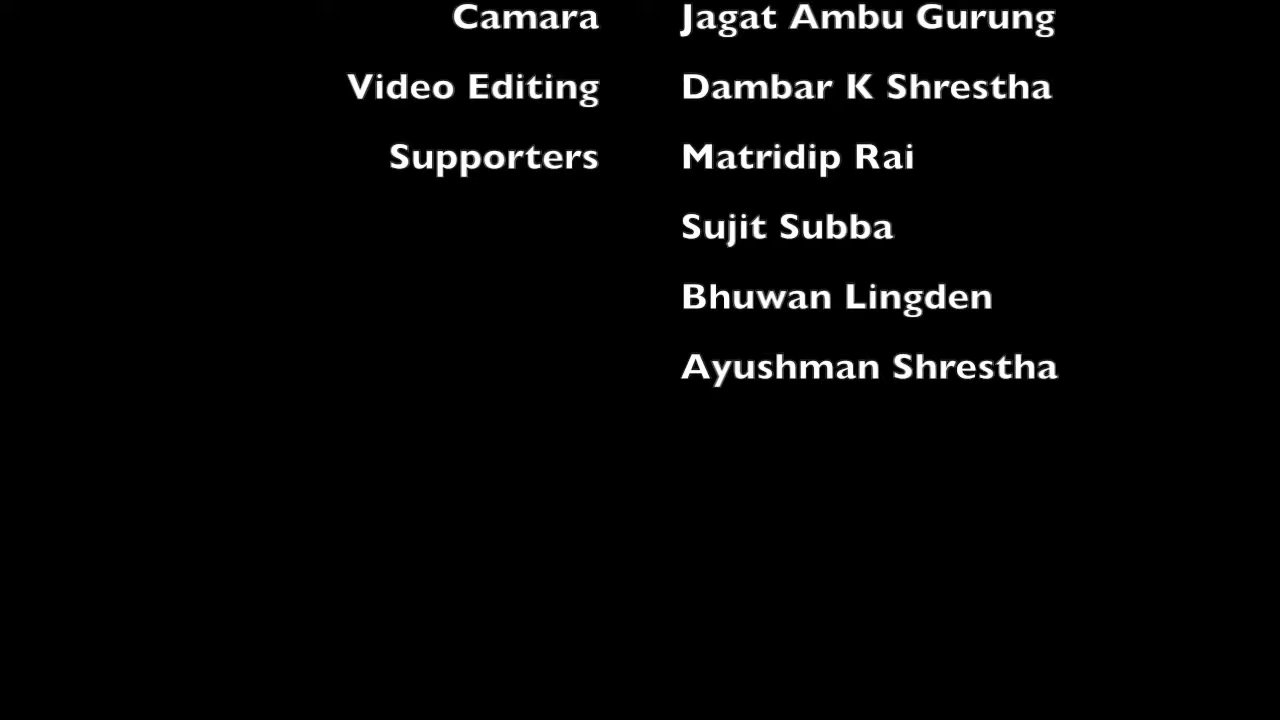 Camara Jagat Ambu Gurung
Video Editing Dambar K Shrestha
Supporters Matridip Rai
Sujit Subba
Bhuwan Lingden
Ayushman Shrestha